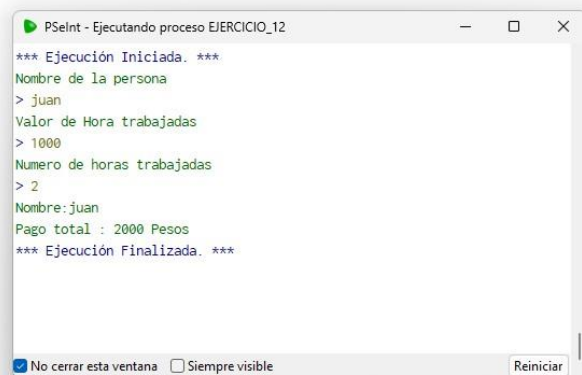 PSeInt - Ejecutando proceso EJERCICIO_12
*** Ejecución Iniciada. ***
Nombre de la persona
> juan
Valor de Hora trabajadas
> 1000
Numero de horas trabajadas
> 2
Nombre:juan
Pago total : 2000 Pesos
*** Ejecución Finalizada. ***
No cerrar esta ventana Siempre visible Reiniciar